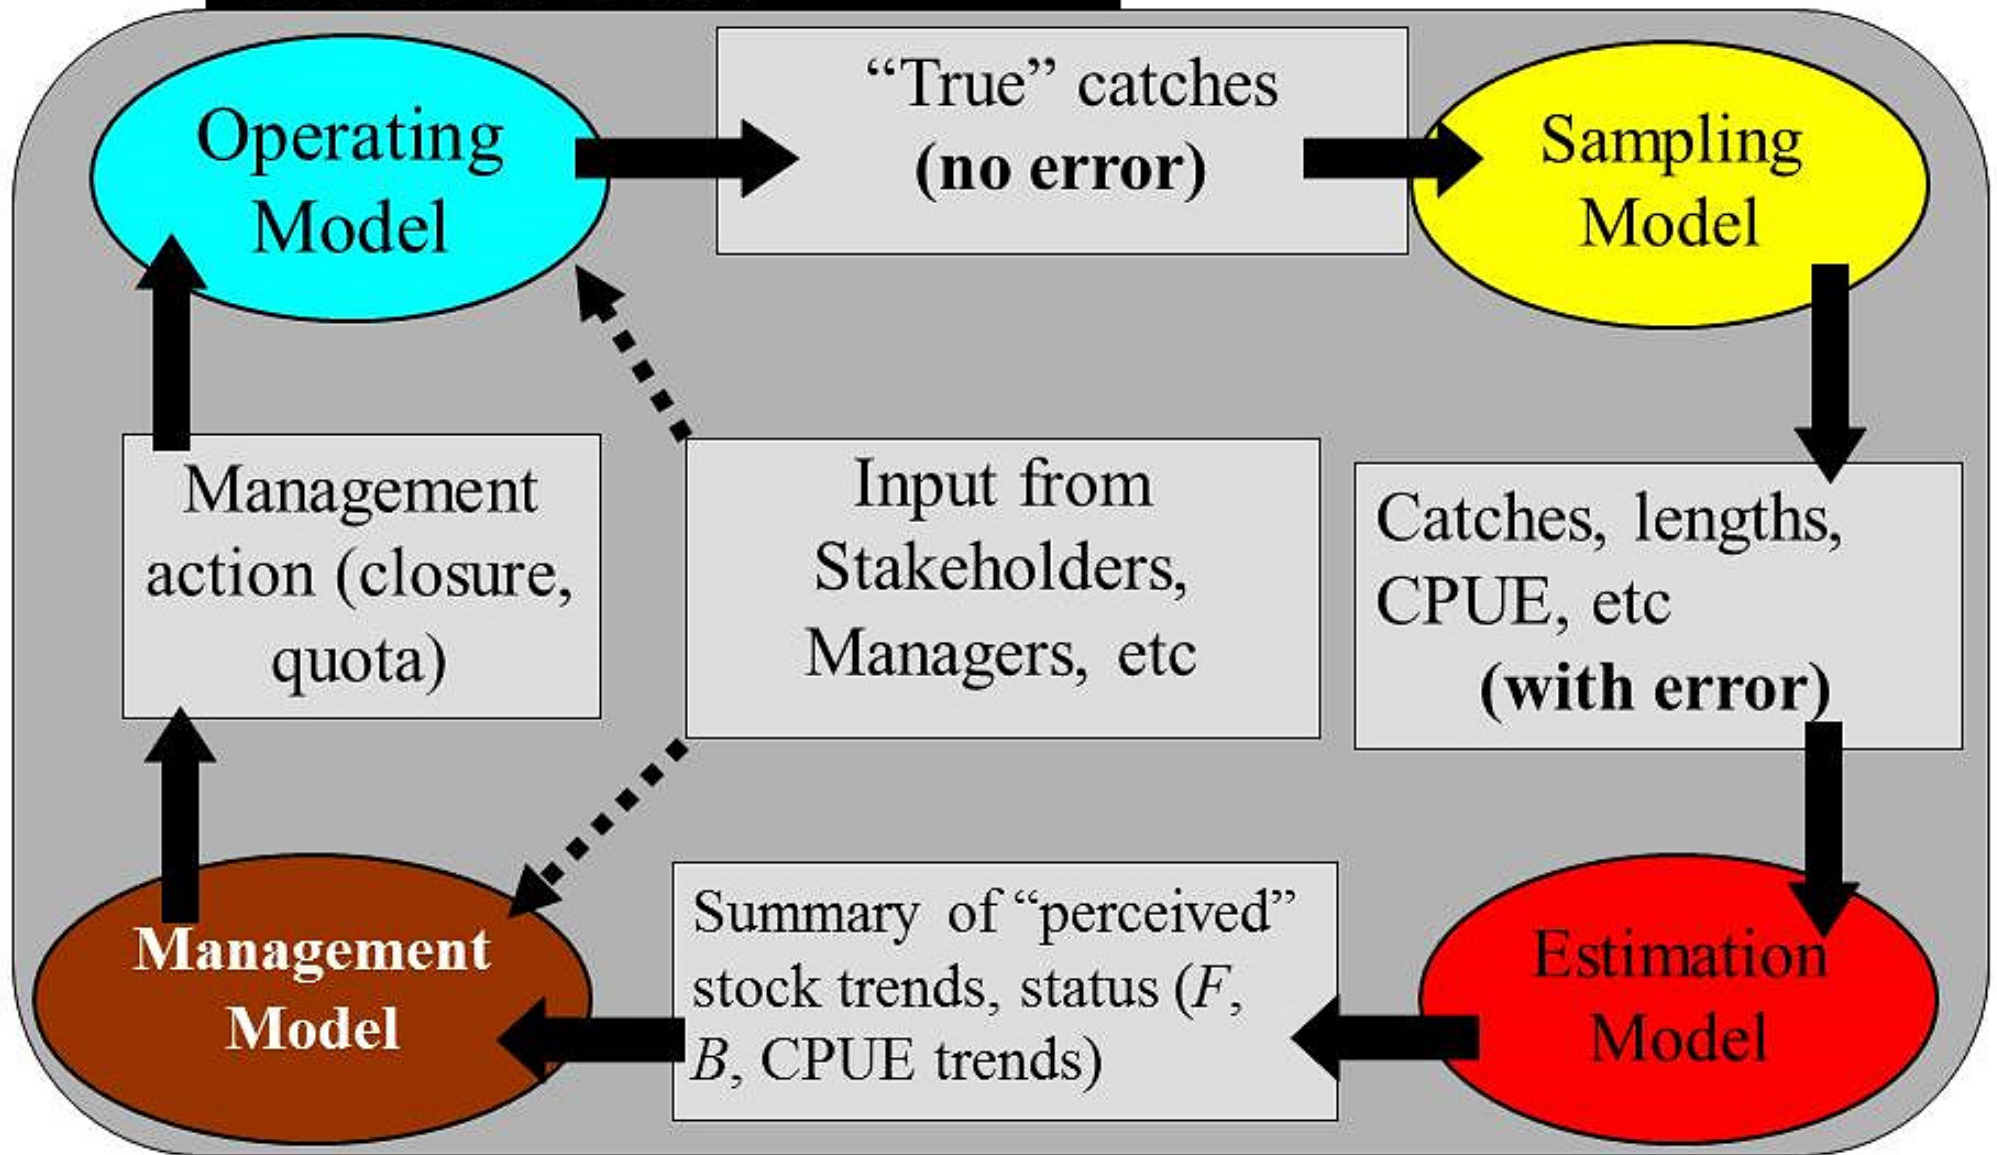 Operating
Model
“True” catches
(no error)
Sampling
Model
Management
action (closure,
quota)
Input from
Stakeholders,
Managers, etc
Catches, lengths,
CPUE, etc
(with error)
Management
Model
Summary of “perceived”
stock trends, status (F,
B, CPUE trends)
Estimation
Model